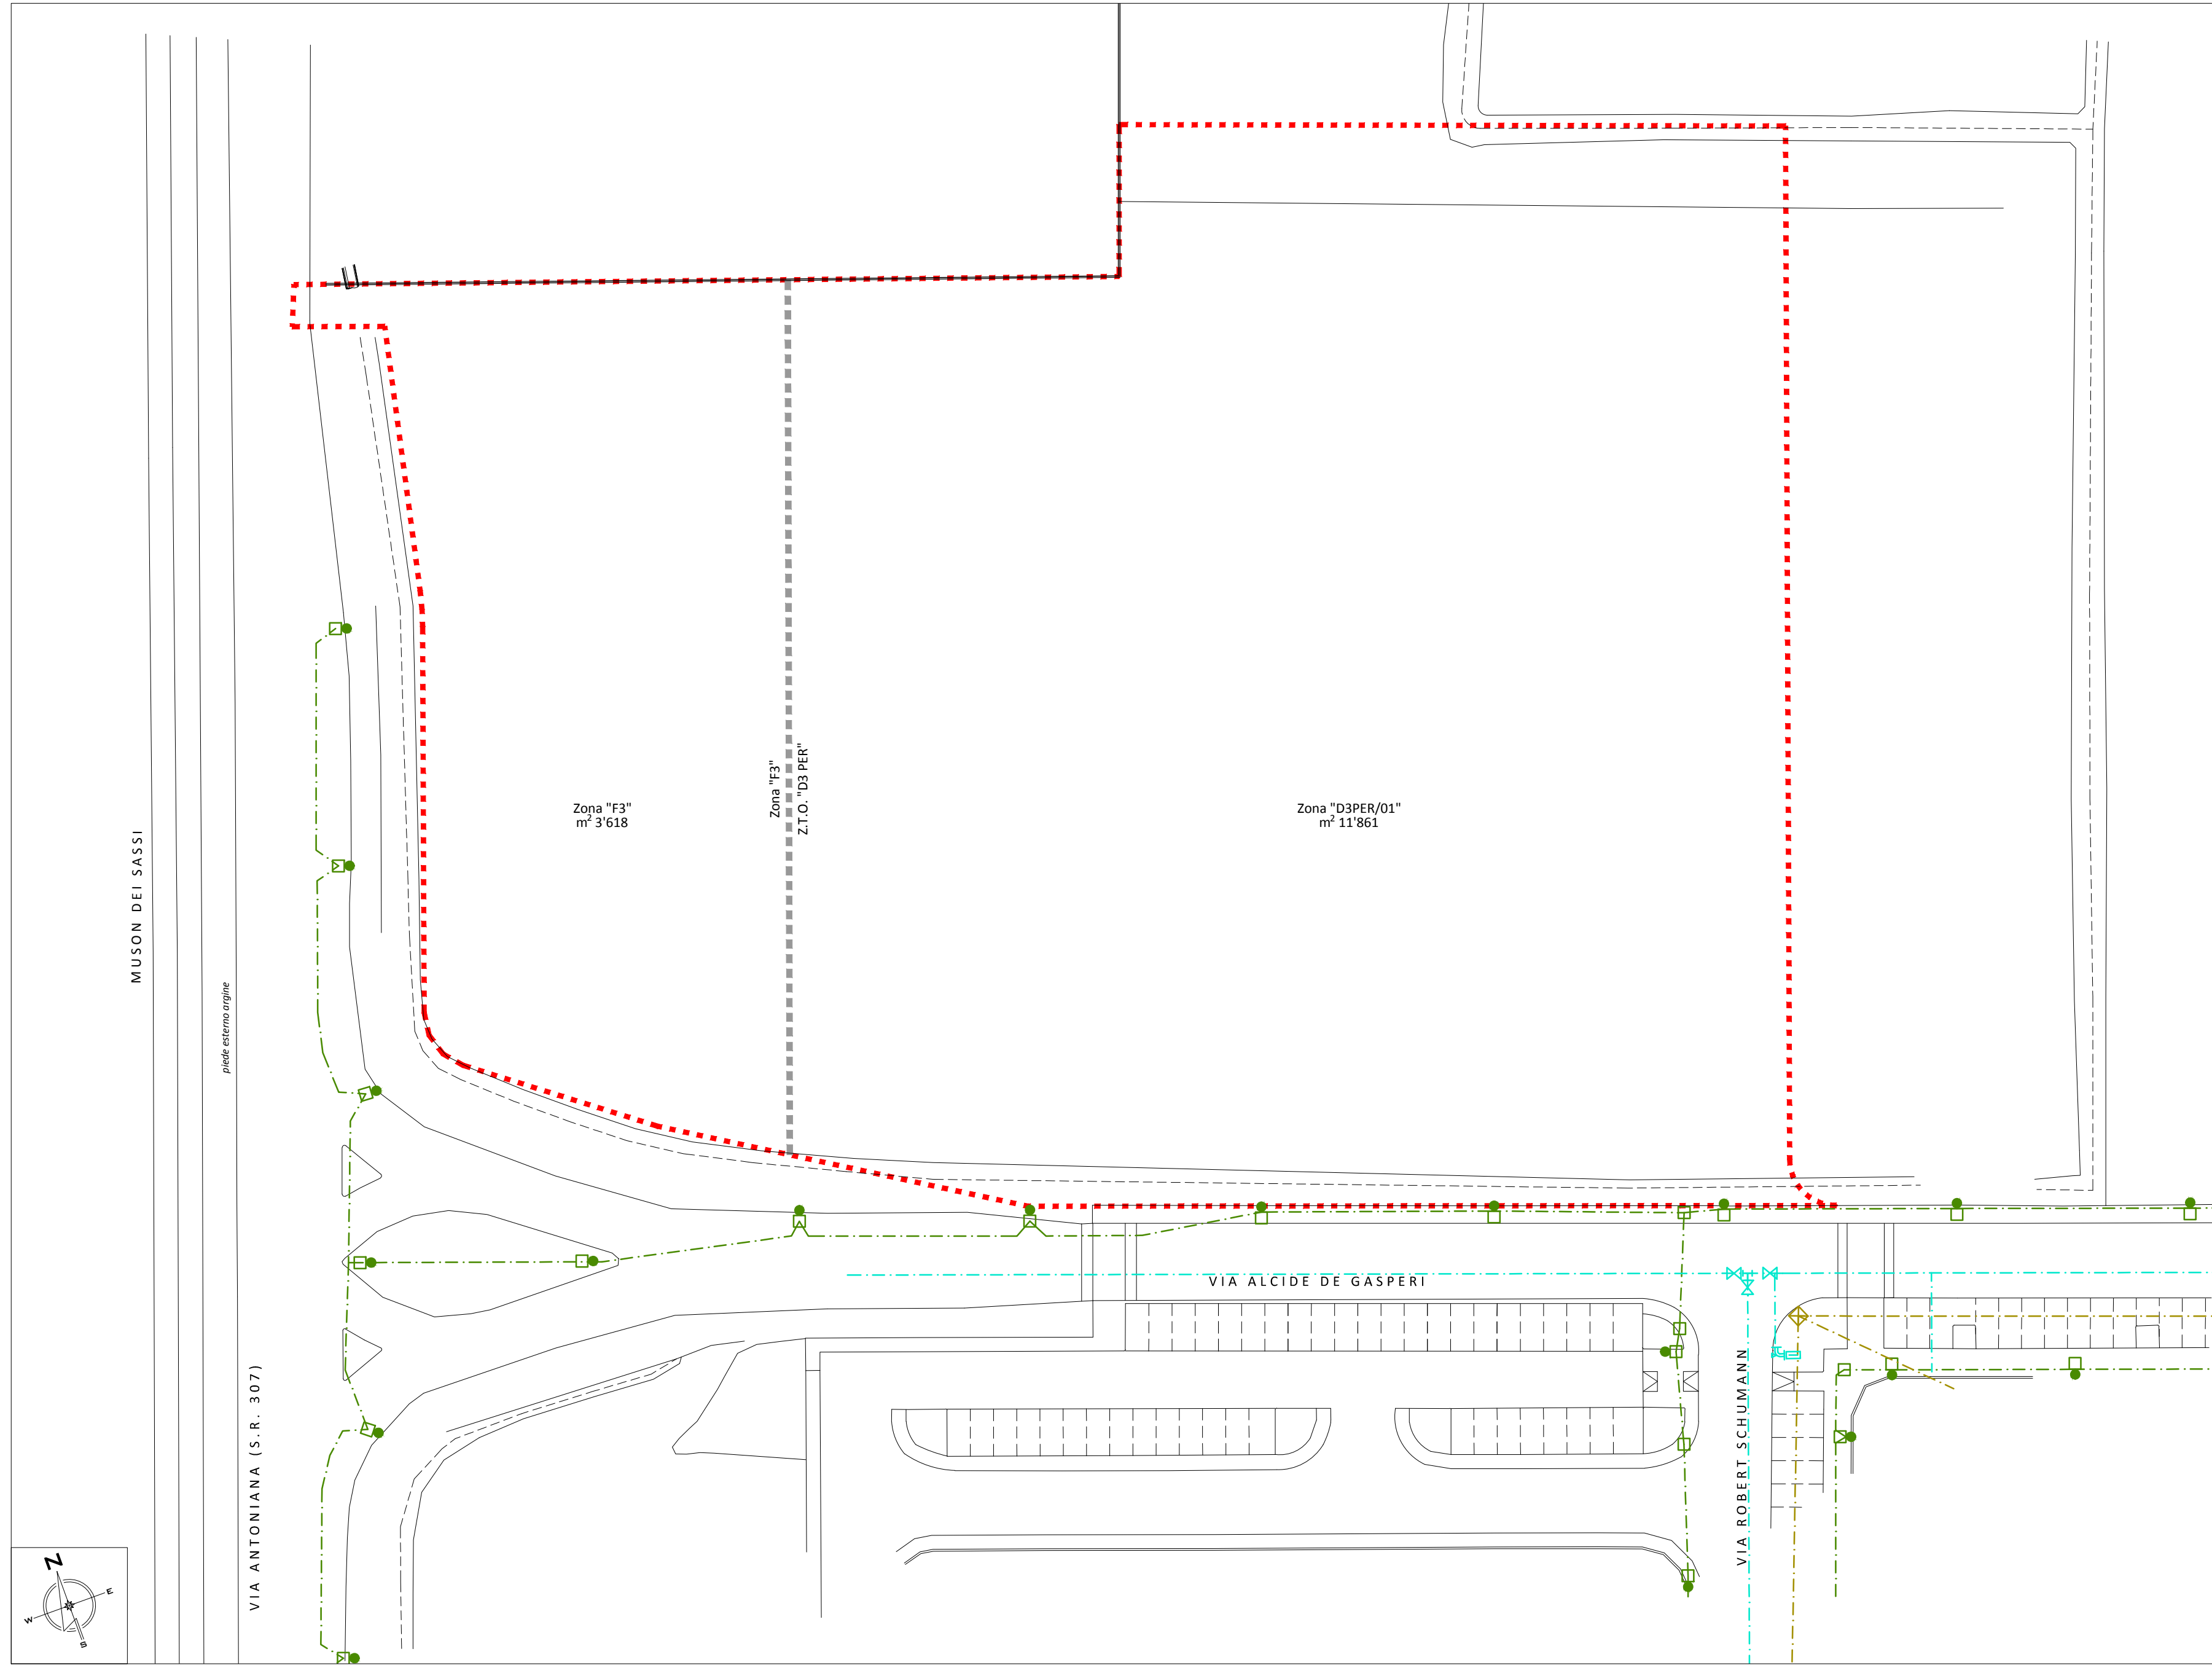 Zona "F3"
m² 3'618
Zona "F3"
Z.T.O. "D3 PER"
Zona "D3PER/01"
m² 11'861
MUSON DEI SASSI
piede esterno argine
VIA ANTONIANA (S.R. 307)
VIA ALCIDE DE GASPERI
VIA ROBERT SCHUMANN
N
E
W
S